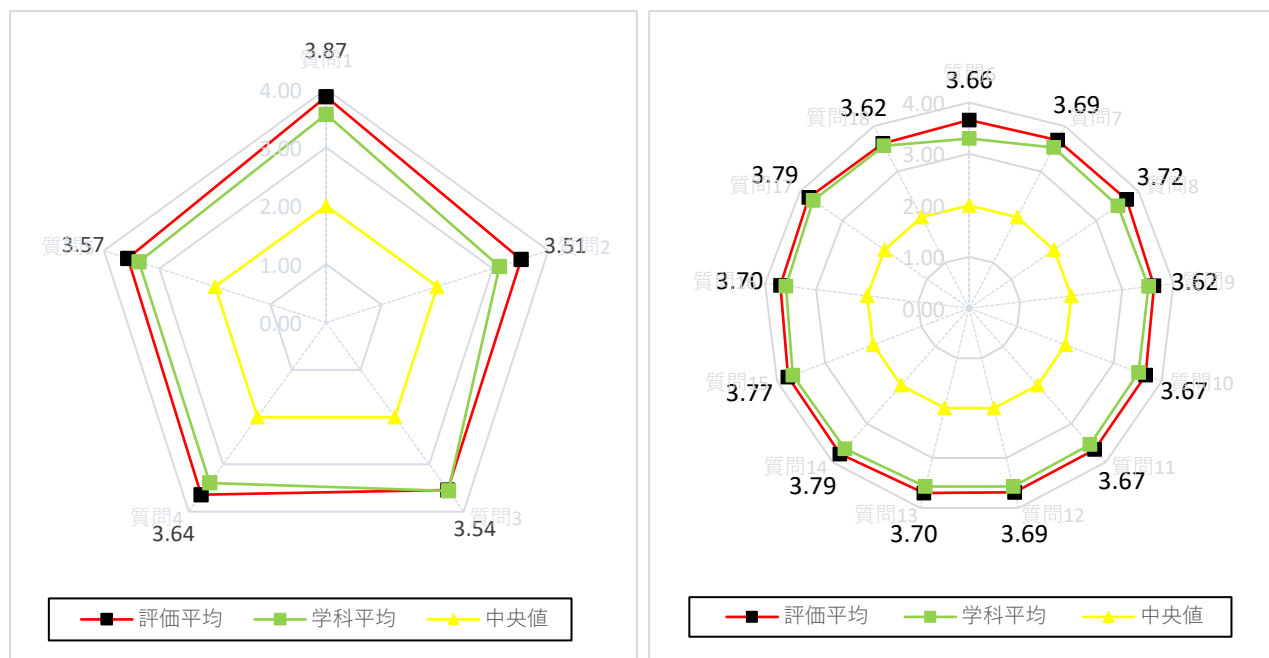 3.87
質問1
4.00
3.00
2.00
1.00
0.00
3.51
質問2
3.54
質問3
3.64
質問4
3.57
質問5
評価平均
学科平均
中央値
質問6
3.66
4.00
3.00
2.00
1.00
0.00
3.69
質問7
3.72
質問8
3.62
質問9
質問10
3.67
質問11
3.67
質問12
3.69
質問13
3.70
質問14
3.79
質問15
3.77
3.70
質問16
3.79
質問17
3.62
質問18
評価平均
学科平均
中央値